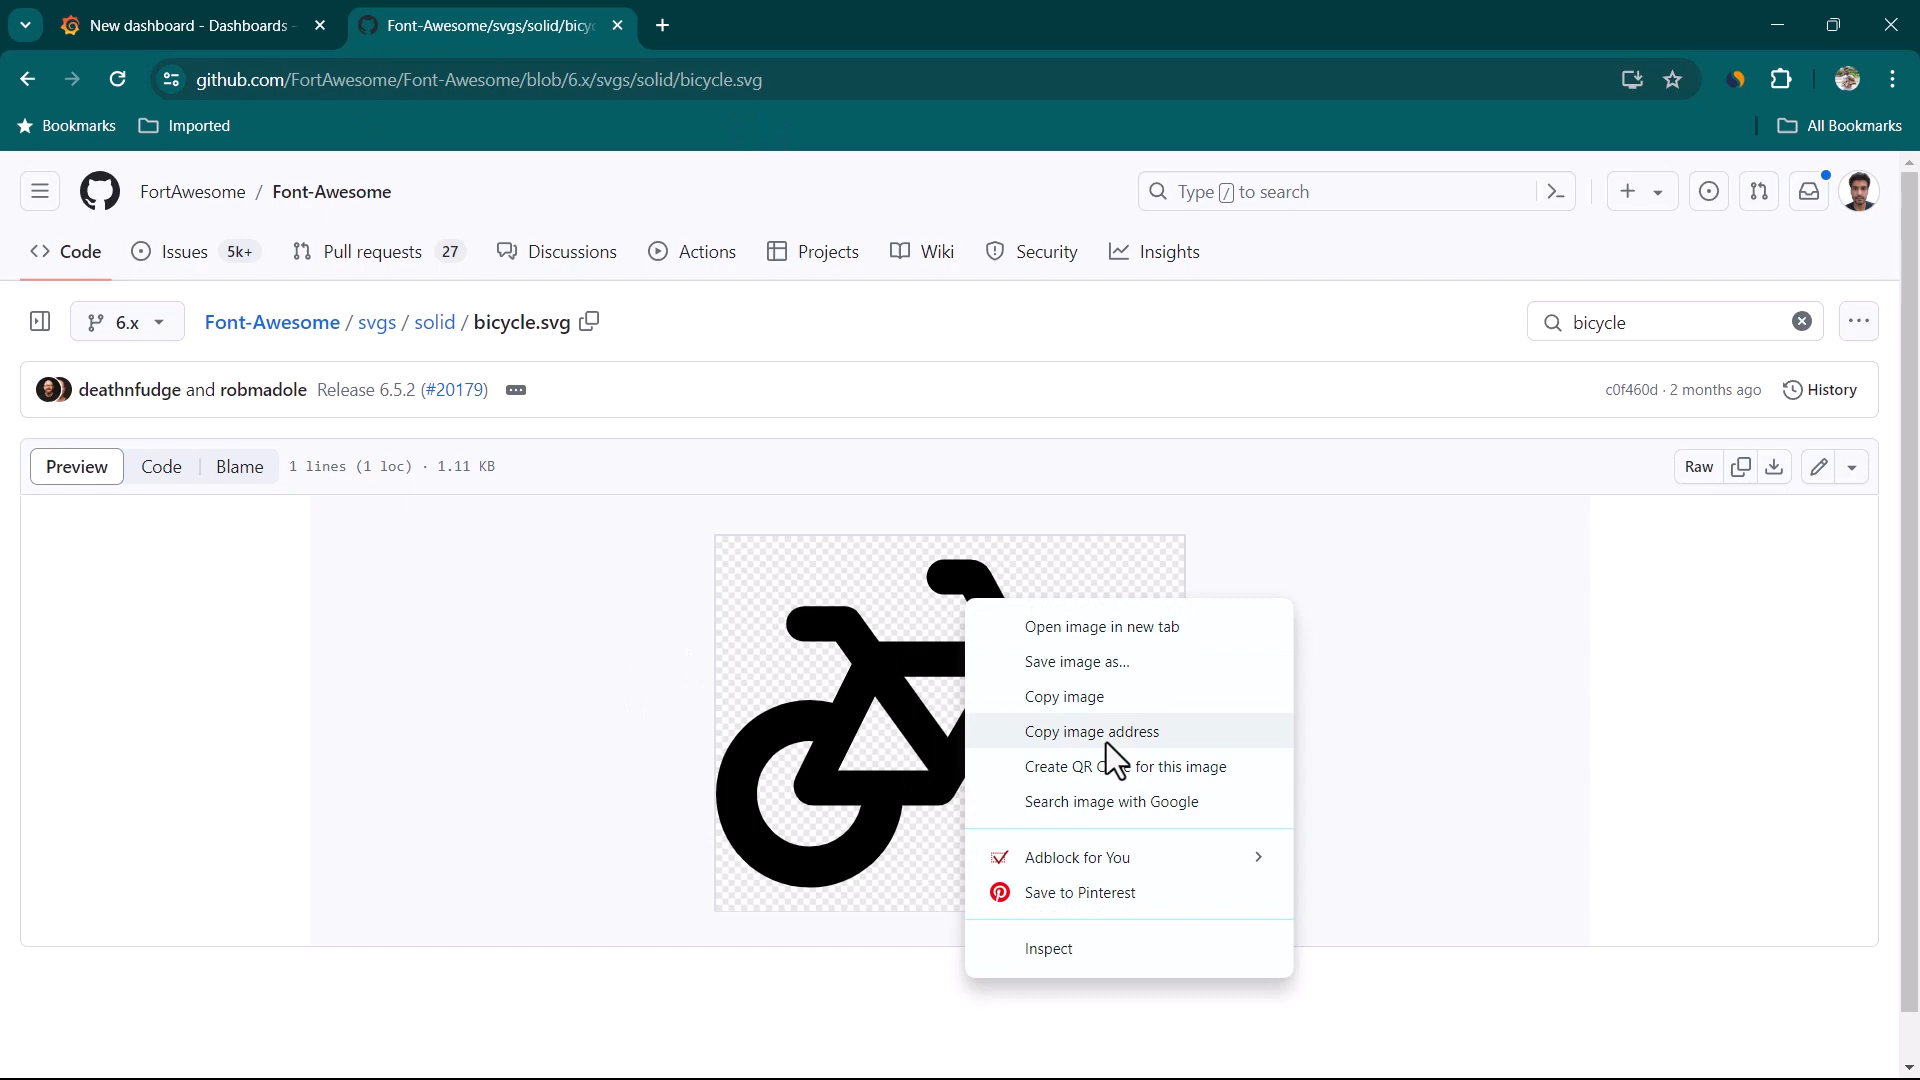 New dashboard - Dashboards -
Font-Awesome/svgs/solid/bicy
github.com/FortAwesome/Font-Awesome/blob/6.x/svgs/solid/bicycle.svg
Bookmarks
Imported
All Bookmarks
FortAwesome / Font-Awesome
Type / to search
Code
Issues 5k+
Pull requests 27
Discussions
Actions
Projects
Wiki
Security
Insights
6.x
Font-Awesome / svgs / solid / bicycle.svg
bicycle
deathnfudge and robmadole Release 6.5.2 (#20179)
c0f460d · 2 months ago
History
Preview
Code
Blame
1 lines (1 loc) · 1.11 KB
Raw
Open image in new tab
Save image as...
Copy image
Copy image address
Create QR for this image
Search image with Google
Adblock for You
Save to Pinterest
Inspect